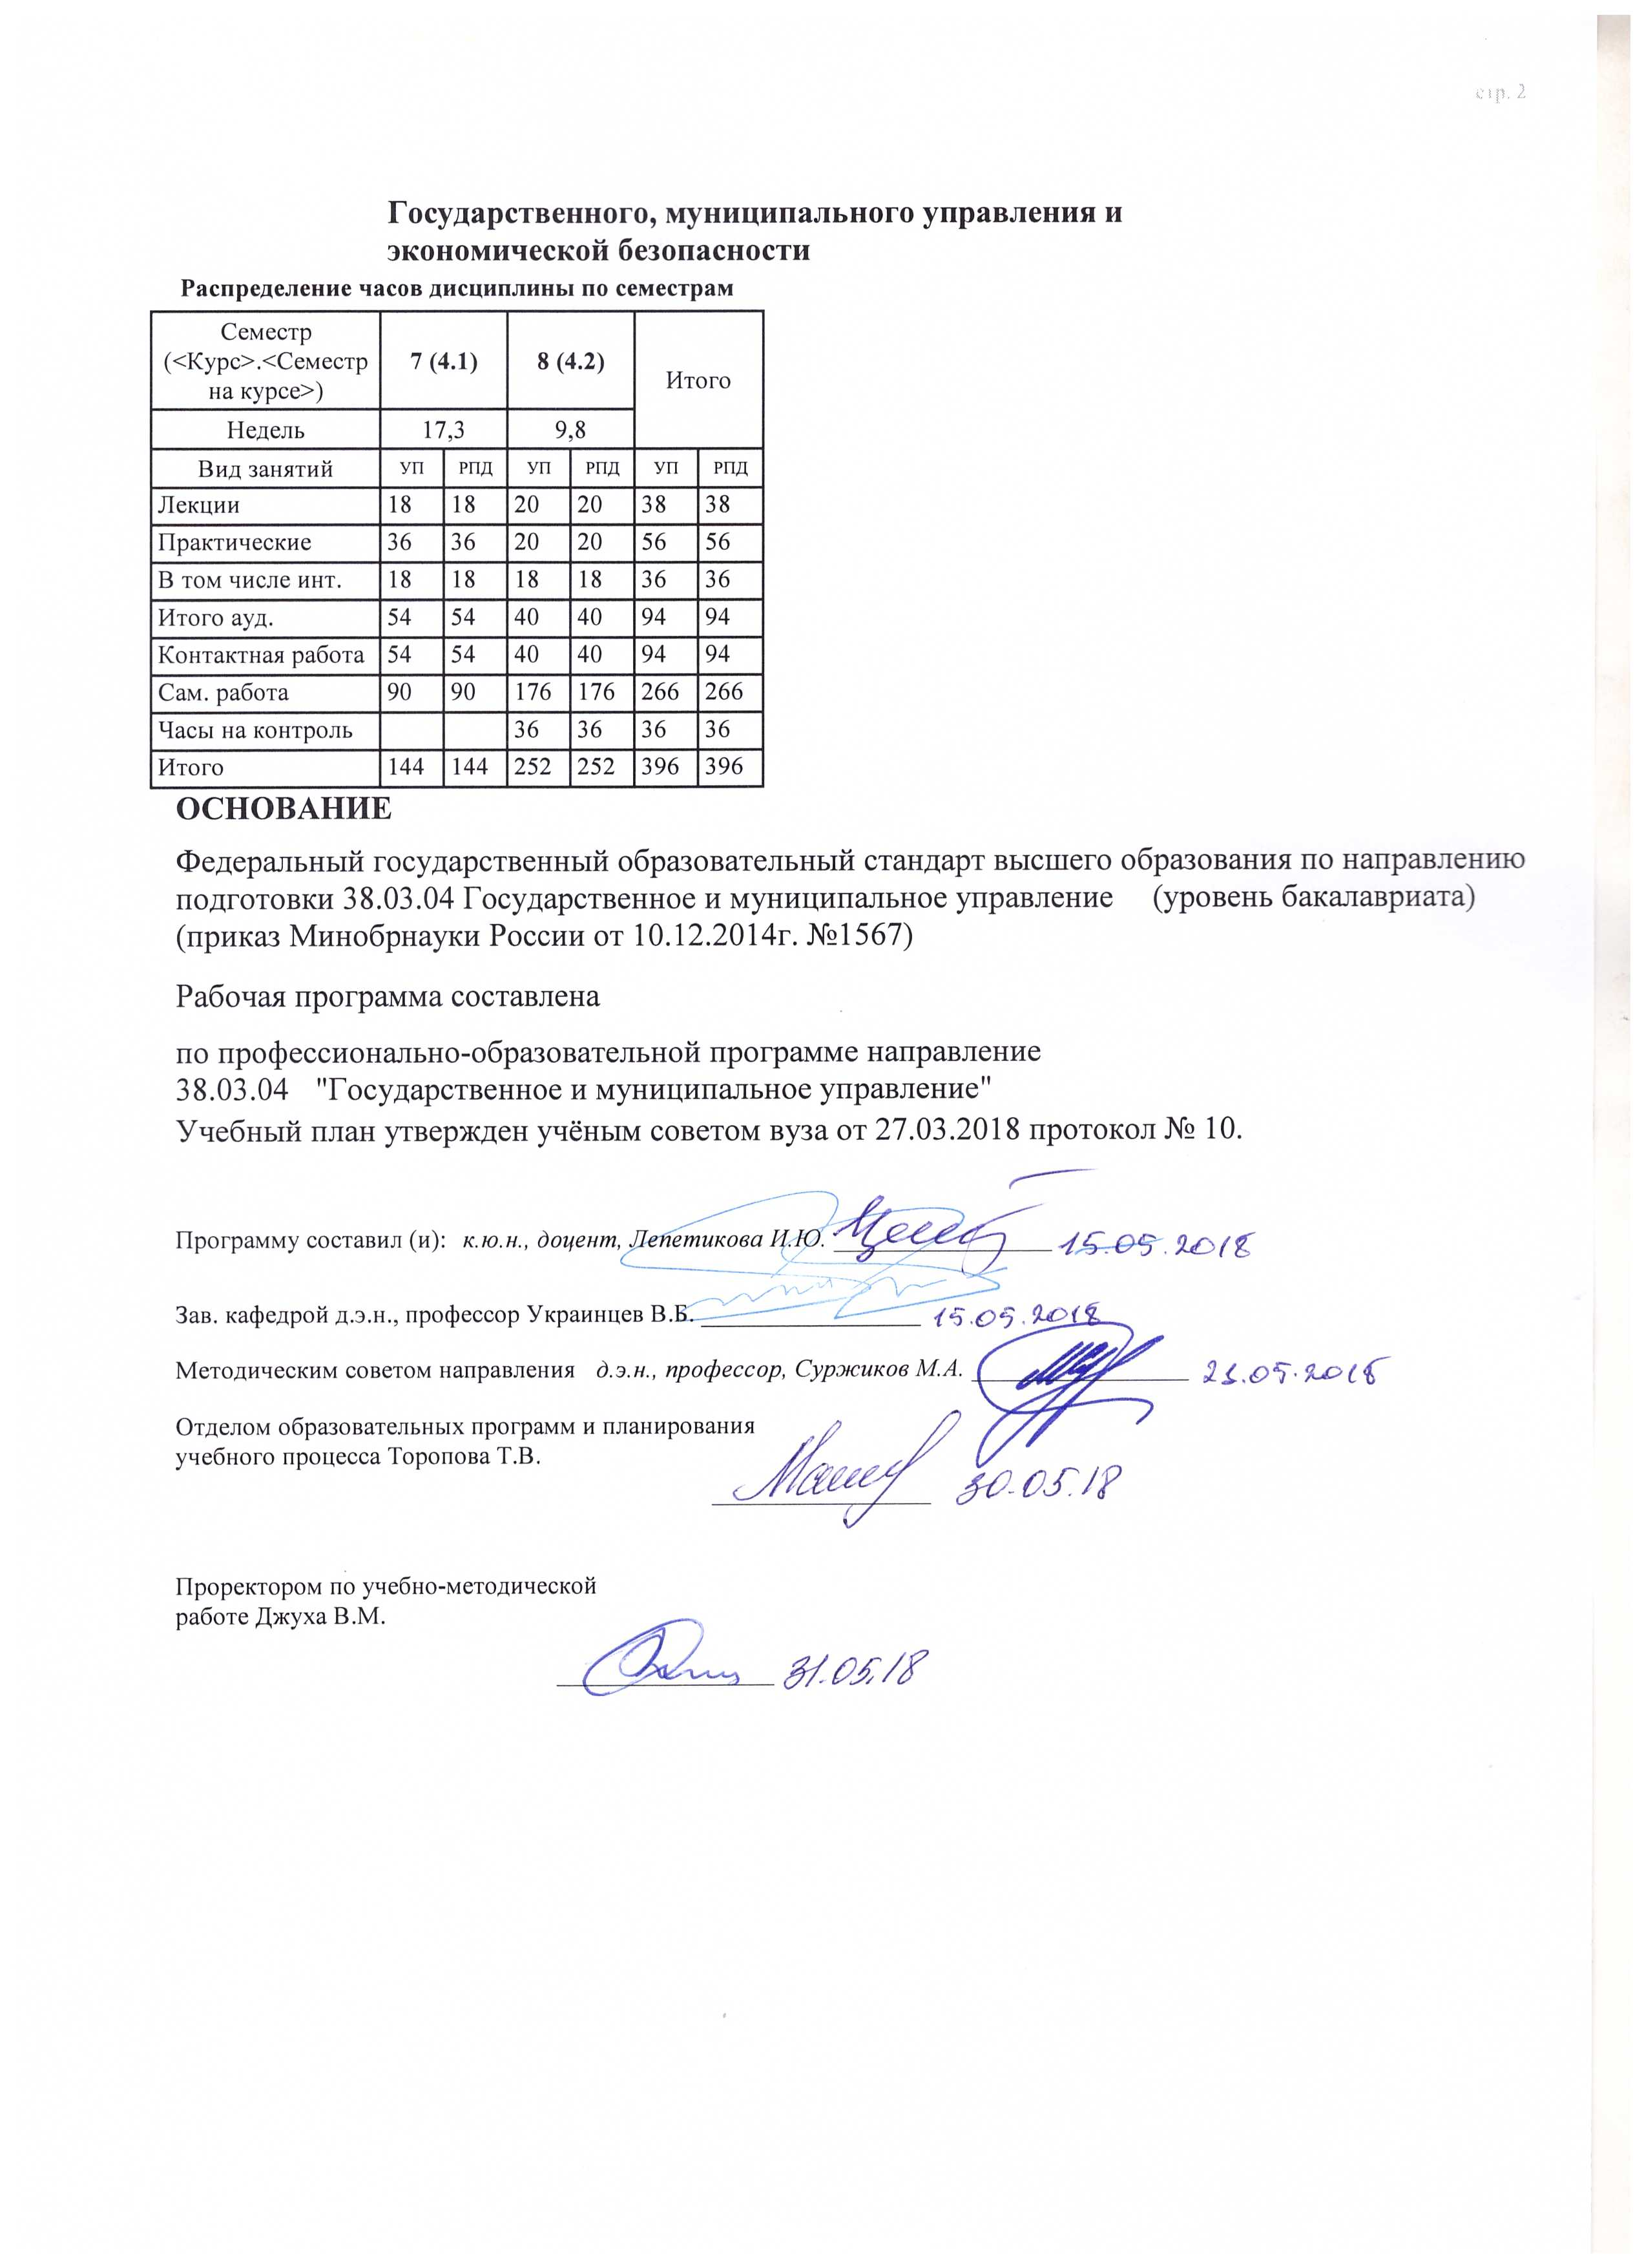 стр. 2
Государственного, муниципального управления и
экономической безопасности
Распределение часов дисциплины по семестрам
Семестр (<Курс>.<Семестр на курсе>) 7 (4.1) 8 (4.2) Итого
Недель 17,3 9,8
Вид занятий УП РПД УП РПД УП РПД
Лекции 18 18 20 20 38 38
Практические 36 36 20 20 56 56
В том числе инт. 18 18 18 18 36 36
Итого ауд. 54 54 40 40 94 94
Контактная работа 54 54 40 40 94 94
Сам. работа 90 90 176 176 266 266
Часы на контроль 36 36 36 36
Итого 144 144 252 252 396 396
ОСНОВАНИЕ
Федеральный государственный образовательный стандарт высшего образования по направлению
подготовки 38.03.04 Государственное и муниципальное управление (уровень бакалавриата)
(приказ Минобрнауки России от 10.12.2014г. №1567)
Рабочая программа составлена
по профессионально-образовательной программе направление
38.03.04 "Государственное и муниципальное управление"
Учебный план утвержден учёным советом вуза от 27.03.2018 протокол № 10.
Программу составил (и): к.ю.н., доцент, Лепетикова И.Ю. 15.05.2018
Зав. кафедрой д.э.н., профессор Украинцев В.Б. 15.05.2018
Методическим советом направления д.э.н., профессор, Суржиков М.А.
Отделом образовательных программ и планирования
учебного процесса Торопова Т.В.
30.05.18
Проректором по учебно-методической
работе Джуха В.М.
31.05.18